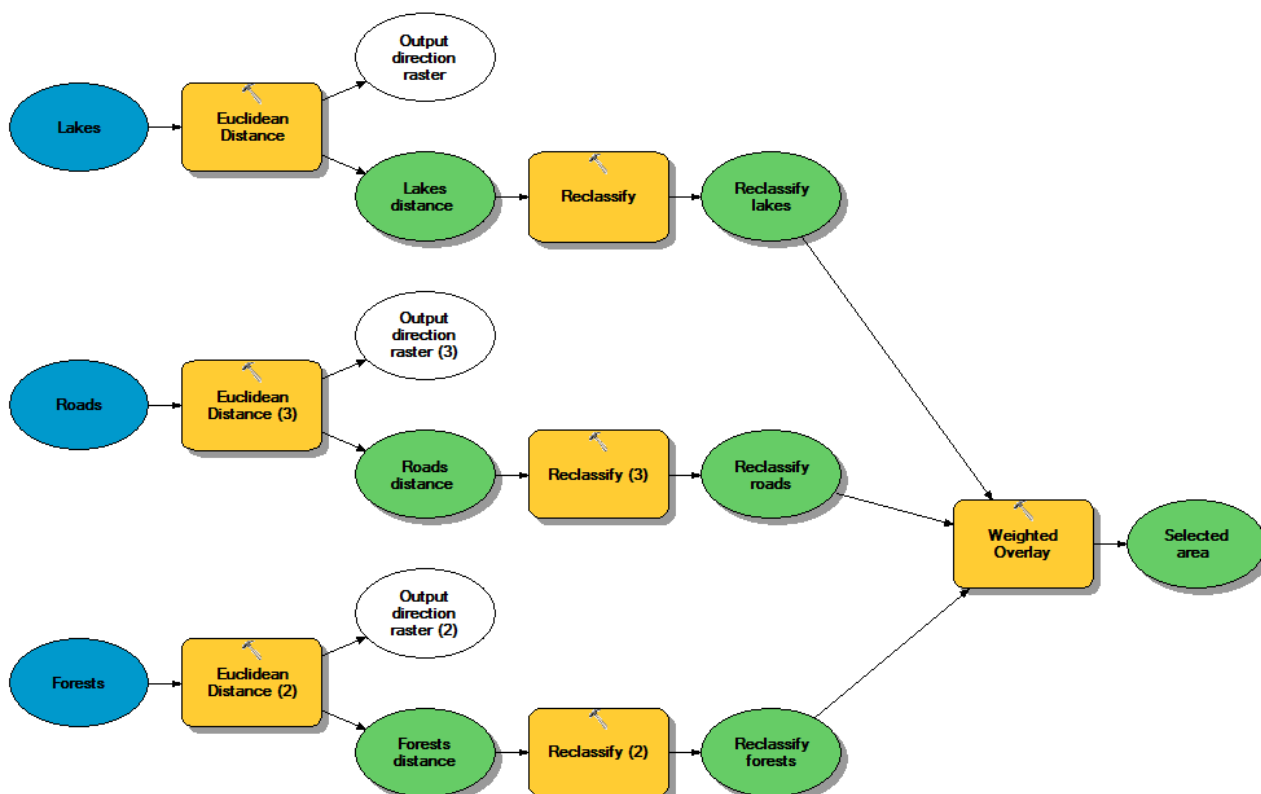 Output
direction
raster
Lakes
Euclidean
Distance
Lakes
distance
Reclassify
Reclassify
lakes
Output
direction
raster (3)
Roads
Euclidean
Distance (3)
Roads
distance
Reclassify (3)
Reclassify
roads
Weighted
Overlay
Selected
area
Output
direction
raster (2)
Forests
Euclidean
Distance (2)
Forests
distance
Reclassify (2)
Reclassify
forests